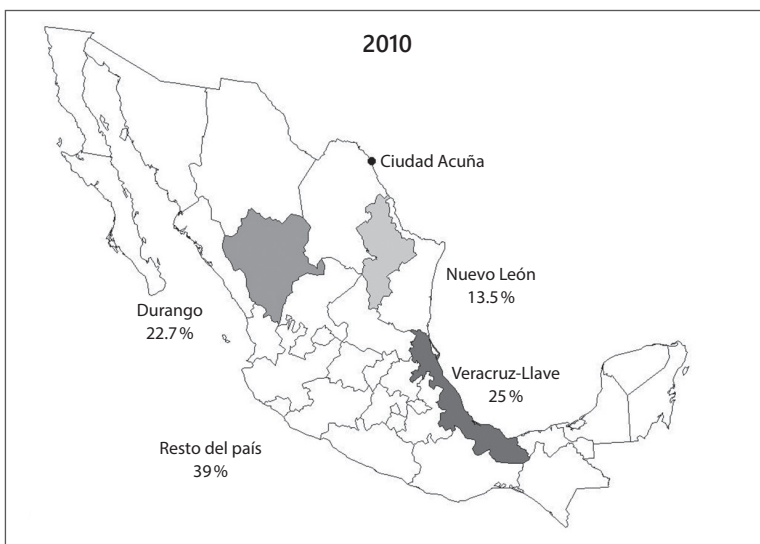 2010
Ciudad Acuña
Nuevo León
13.5%
Durango
22.7%
Veracruz-Llave
25%
Resto del país
39%